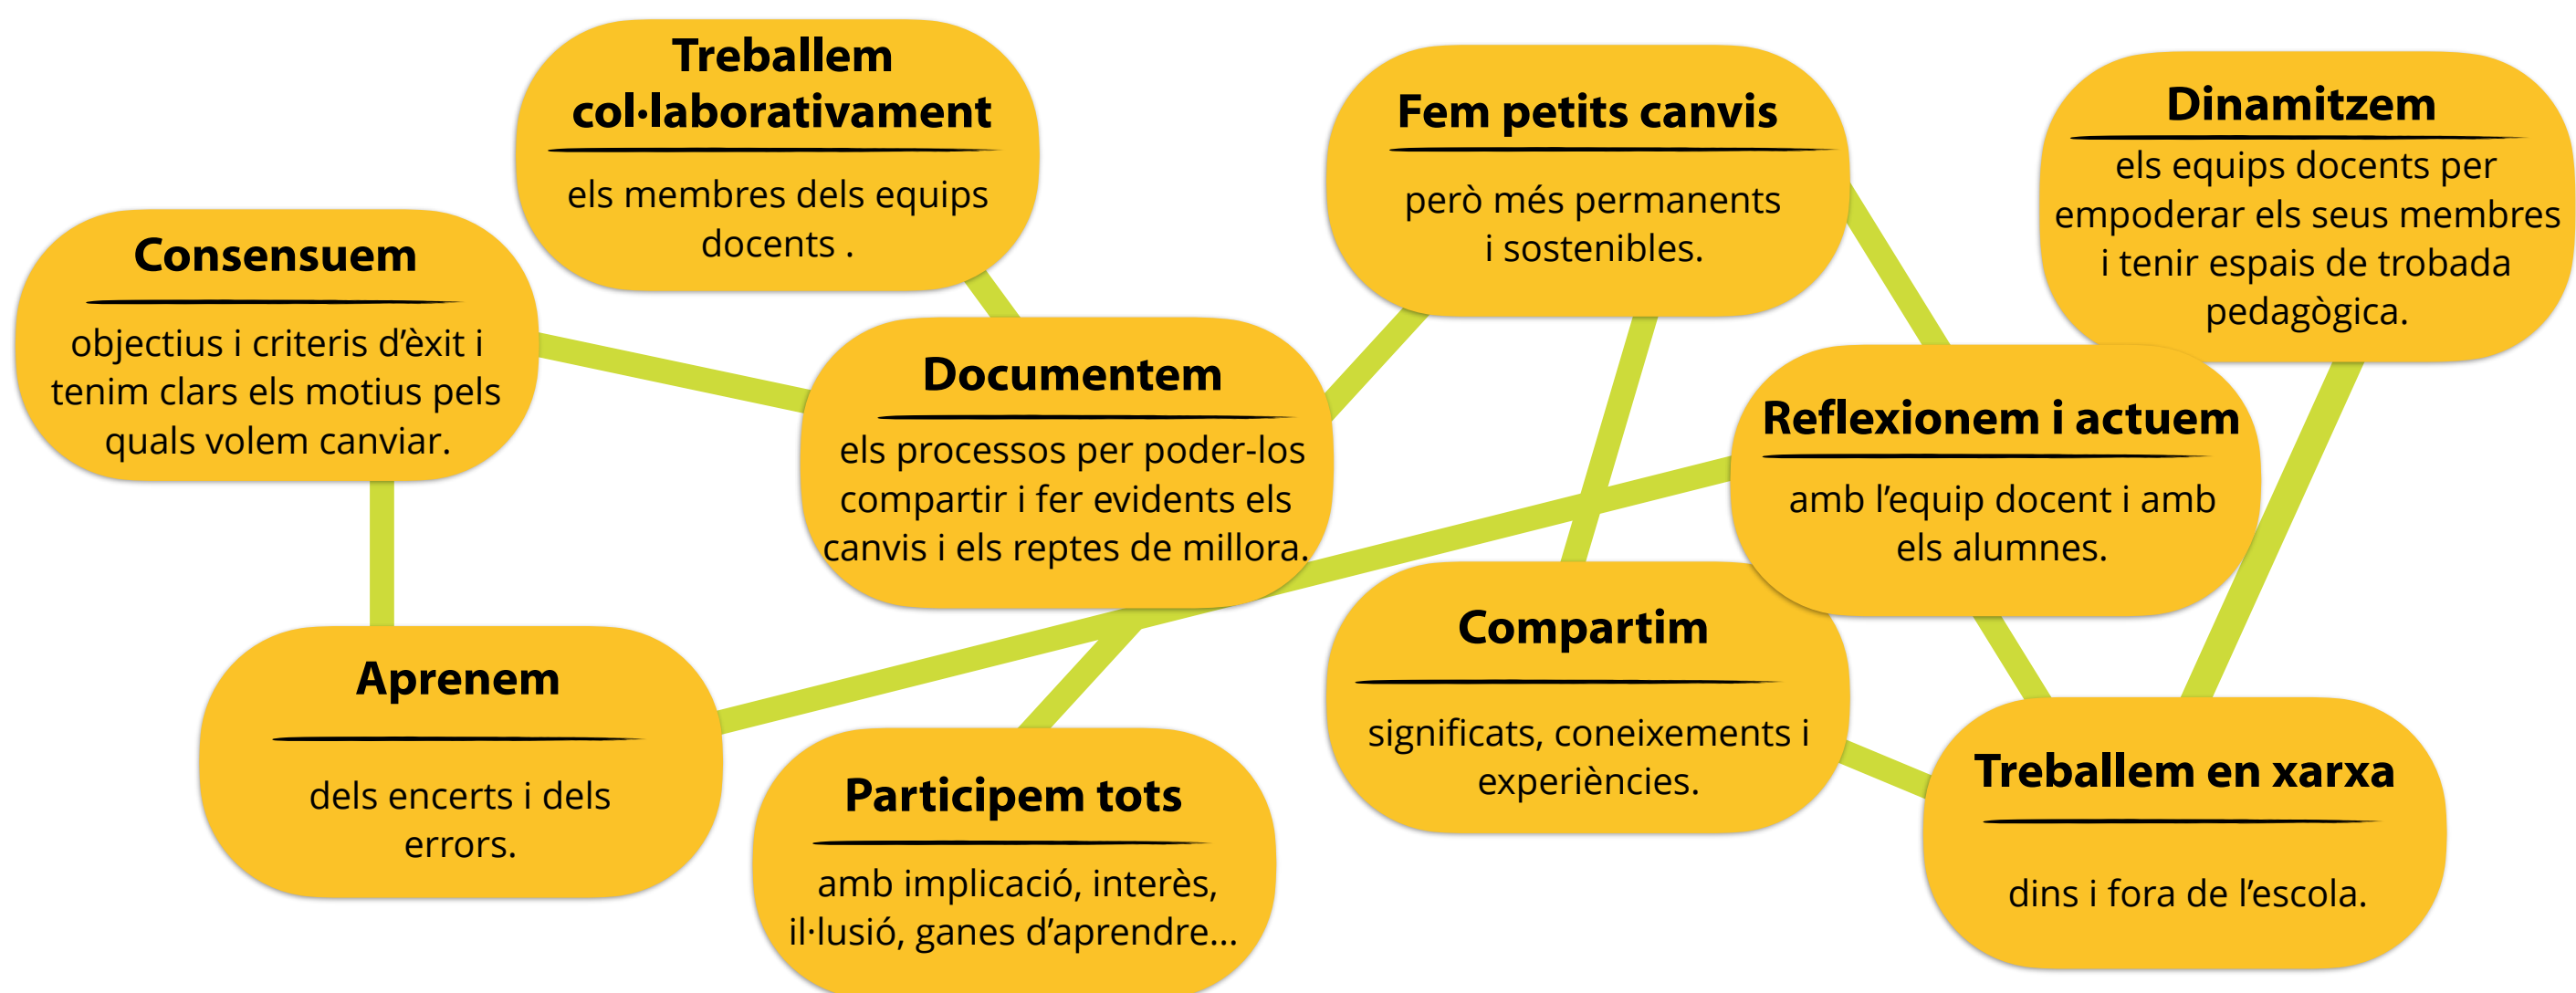 Treballem
col·laborativament
els membres dels equips
docents .
Fem petits canvis
però més permanents
i sostenibles.
Dinamitzem
els equips docents per
empoderar els seus membres
i tenir espais de trobada
pedagògica.
Consensuem
objectius i criteris d’èxit i
tenim clars els motius pels
quals volem canviar.
Documentem
els processos per poder-los
compartir i fer evidents els
canvis i els reptes de millora.
Reflexionem i actuem
amb l’equip docent i amb
els alumnes.
Aprenem
dels encerts i dels
errors.
Participem tots
amb implicació, interès,
il·lusió, ganes d’aprendre...
Compartim
significats, coneixements i
experiències.
Treballem en xarxa
dins i fora de l’escola.